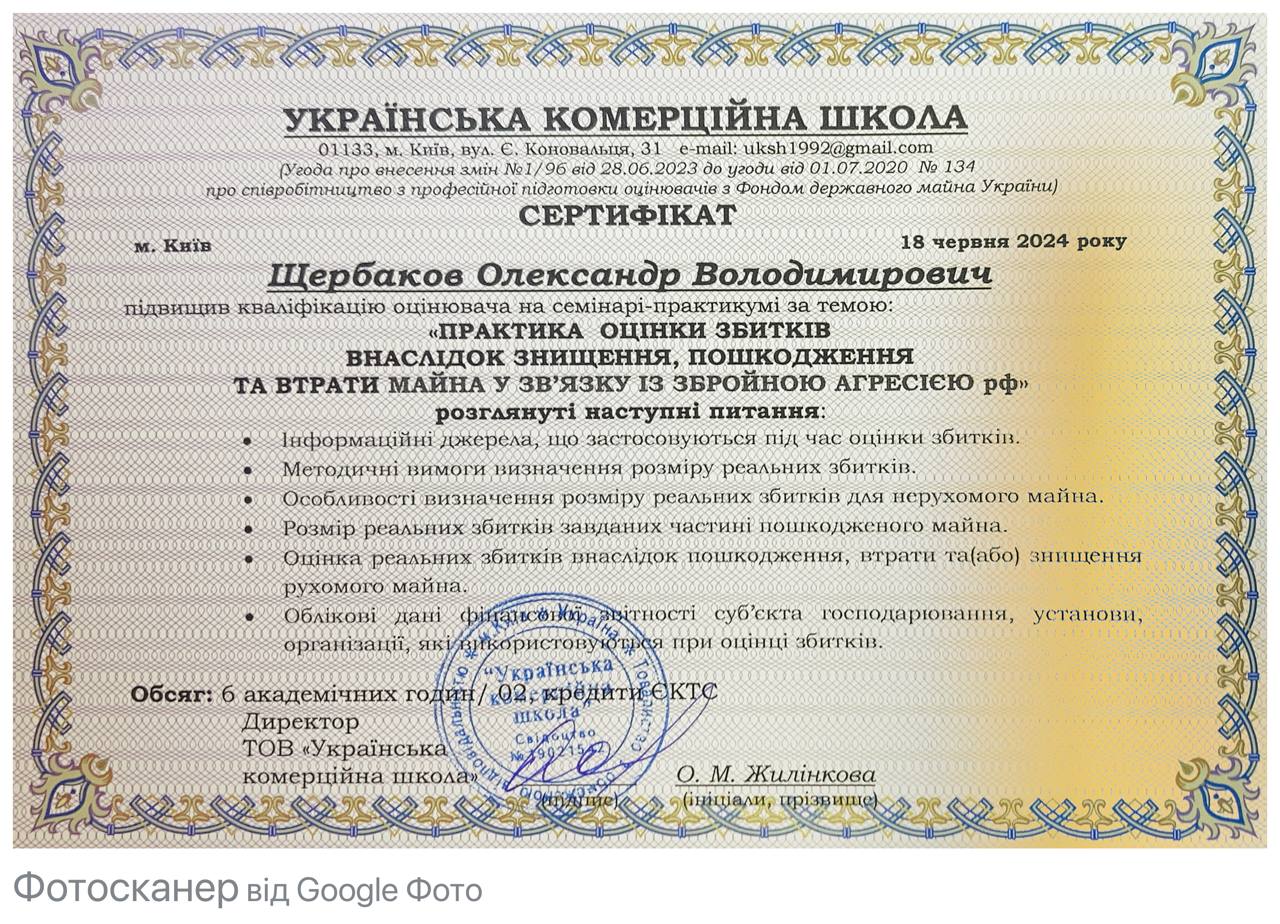 УКРАЇНСЬКА КОМЕРЦІЙНА ШКОЛА
01133, м. Київ, вул. Є. Коновальця, 31 e-mail: uksh1992@gmail.com
(Угода про внесення змін №1/96 від 28.06.2023 до угоди від 01.07.2020 № 134
про співробітництво з професійної підготовки оцінювачів з Фондом державного майна України)
СЕРТИФІКАТ
м. Київ 18 червня 2024 року
Щербаков Олександр Володимирович
підвищив кваліфікацію оцінювача на семінарі-практикумі за темою:
«ПРАКТИКА ОЦІНКИ ЗБИТКІВ
ВНАСЛІДОК ЗНИЩЕННЯ, ПОШКОДЖЕННЯ
ТА ВТРАТИ МАЙНА У ЗВ’ЯЗКУ ІЗ ЗБРОЙНОЮ АГРЕСІЄЮ рф»
розглянуті наступні питання:
• Інформаційні джерела, що застосовуються під час оцінки збитків.
• Методичні вимоги визначення розміру реальних збитків.
• Особливості визначення розміру реальних збитків для нерухомого майна.
• Розмір реальних збитків завданих частині пошкодженого майна.
• Оцінка реальних збитків внаслідок пошкодження, втрати та(або) знищення
рухомого майна.
• Облікові дані фінансової звітності суб’єкта господарювання, установи,
організації, які використовуються при оцінці збитків.
Обсяг: 6 академічних годин/ 02, кредити ЄКТС
Директор
ТОВ «Українська
комерційна школа»
О. М. Жилінкова
(підпис) (ініціали, прізвище)
м. Київ * Україна * Товариство з обмеженою відповідальністю *
“Українська
комерційна
школа”
Свідоцтво
Фотосканер від Google Фото